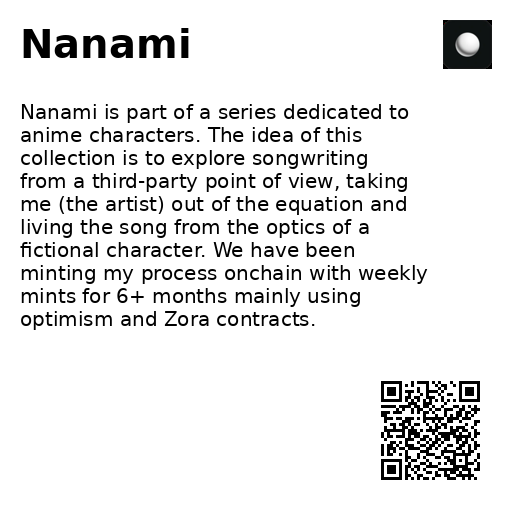 Nanami
Nanami is part of a series dedicated to
anime characters. The idea of this
collection is to explore songwriting
from a third-party point of view, taking
me (the artist) out of the equation and
living the song from the optics of a
fictional character. We have been
minting my process onchain with weekly
mints for 6+ months mainly using
optimism and Zora contracts.